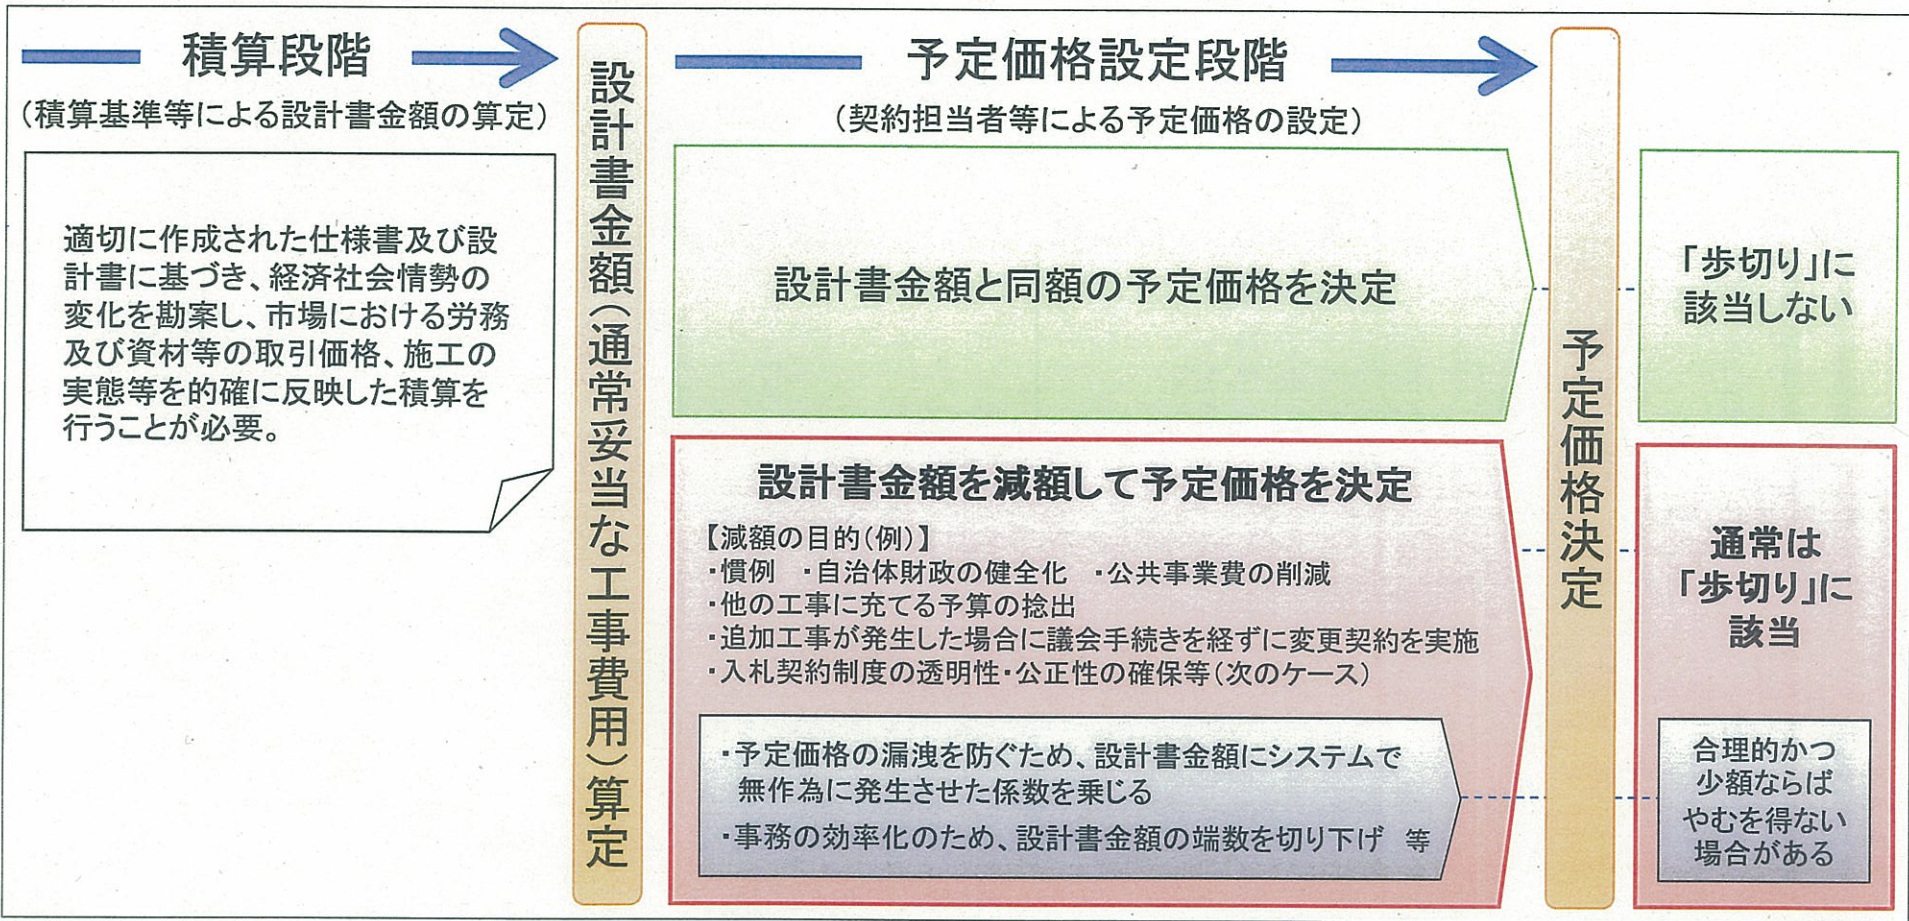 積算段階
(積算基準等による設計書金額の算定)
適切に作成された仕様書及び設
計書に基づき、経済社会情勢の
変化を勘案し、市場における労務
及び資材等の取引価格、施工の
実態等を的確に反映した積算を
行うことが必要。
設計書金額(通常妥当な工事費用)算定
予定価格設定段階
(契約担当者等による予定価格の設定)
設計書金額と同額の予定価格を決定
設計書金額を減額して予定価格を決定
【減額の目的(例)】
・慣例 ・自治体財政の健全化 ・公共事業費の削減
・他の工事に充てる予算の捻出
・追加工事が発生した場合に議会手続きを経ずに変更契約を実施
・入札契約制度の透明性・公正性の確保等(次のケース)
・予定価格の漏洩を防ぐため、設計書金額にシステムで
無作為に発生させた係数を乗じる
・事務の効率化のため、設計書金額の端数を切り下げ 等
予定価格決定
「歩切り」に
該当しない
通常は
「歩切り」に
該当
合理的かつ
少額ならば
やむを得ない
場合がある